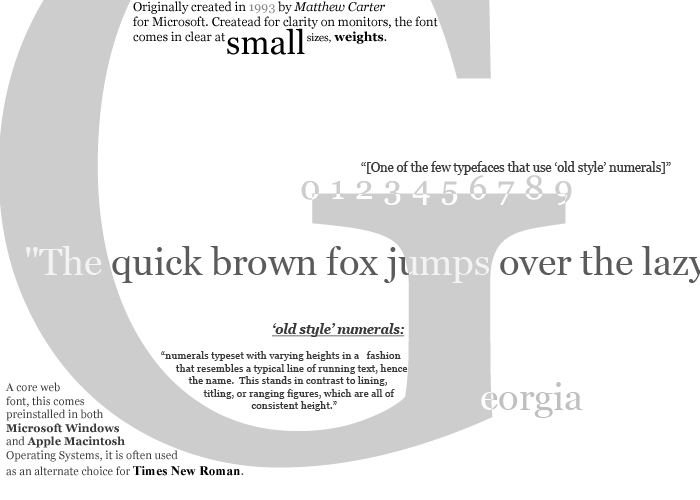 Originally created in 1993 by Matthew Carter
for Microsoft. Createad for clarity on monitors, the font
comes in clear at small sizes, weights.
“[One of the few typefaces that use ‘old style’ numerals]”
0 1 2 3 4 5 6 7 8 9
"The quick brown fox jumps over the lazy
‘old style’ numerals:
“numerals typeset with varying heights in a fashion
that resembles a typical line of running text, hence
the name. This stands in contrast to lining,
titling, or ranging figures, which are all of
consistent height.”
A core web
font, this comes
preinstalled in both
Microsoft Windows
and Apple Macintosh
Operating Systems, it is often used
as an alternate choice for Times New Roman.
Georgia